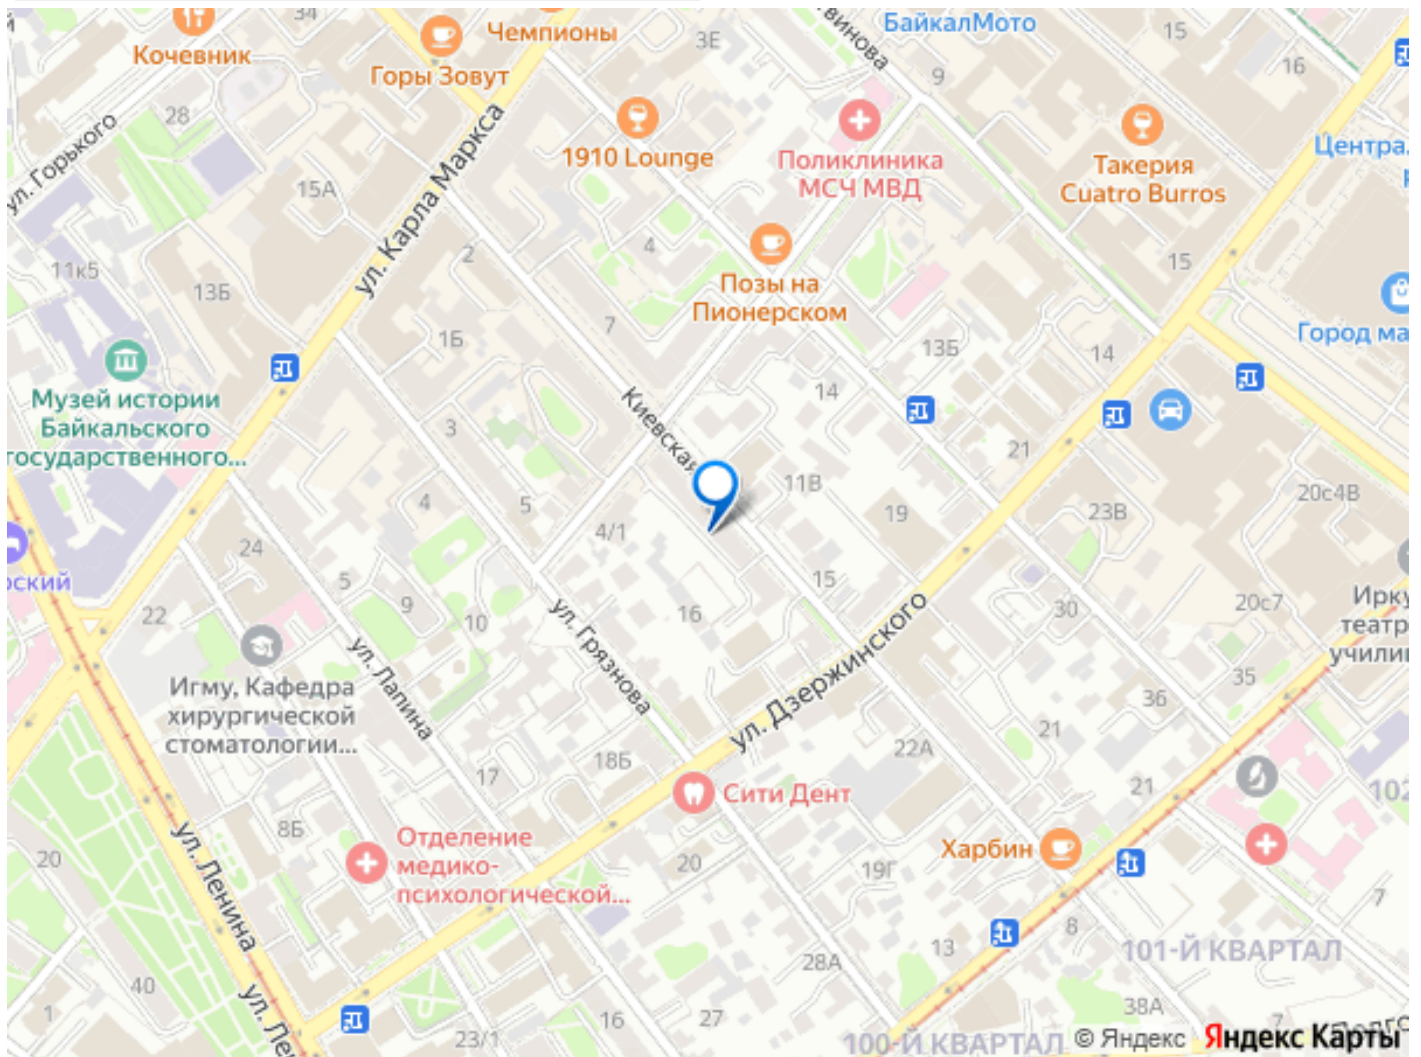 34
Кочевник
Горы Зовут
Чемпионы
3Е
БайкалМото
15
16
9
28
ул. Горького
ул. Карла Маркса
1910 Lounge
Поликлиника
МСЧ МВД
Такерия
Cuatro Burros
15А
11к5
13Б
2
4
Позы на
Пионерском
15
1Б
7
13Б
14
Город ма
Музей истории
Байкальского
государственного...
Киевская
14
3
21
4
5
4/1
11В
19
23В
20с4В
24
5
9
10
16
15
30
20с7
22
ул. Грязнова
ул. Лапина
ул. Дзержинского
Игму, Кафедра
хирургической
стоматологии...
35
36
21
22А
18Б
17
Сити Дент
21
8Б
20
Отделение
медико-
психологической...
20
19Г
Харбин
7
ул. Ленина
13
8
101-Й КВАРТАЛ
28А
40
38А
1
23/1
16
27
7
100-Й КВАРТАЛ
© Яндекс
Яндекс Карты